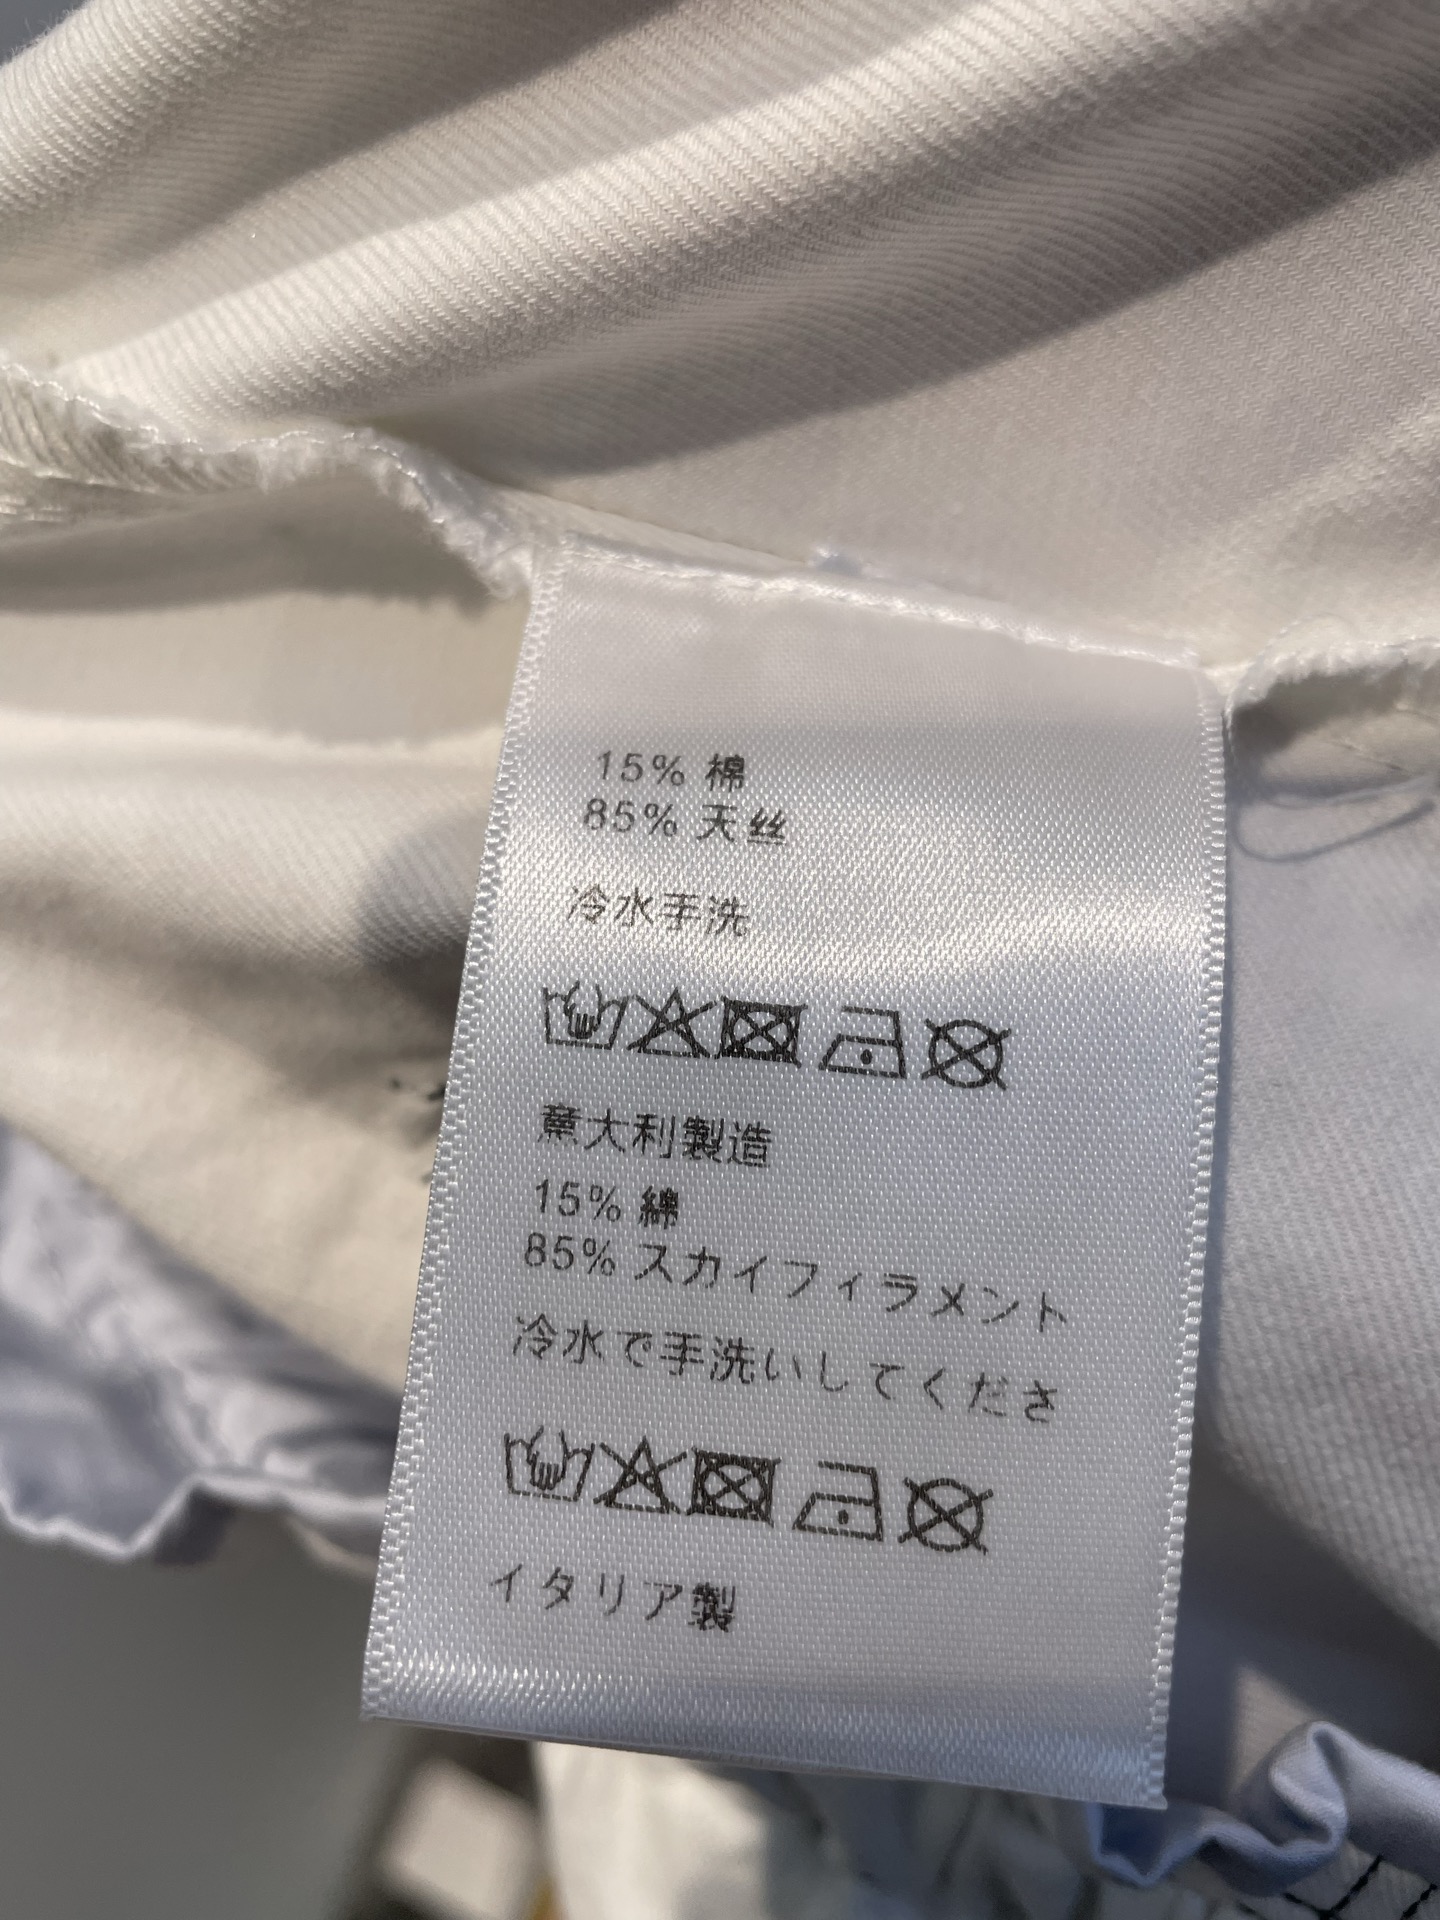 15% 棉
85% 天丝
冷水手洗
意大利製造
15% 綿
85% スカイフィラメント
冷水で手洗いしてくださ
イタリア製